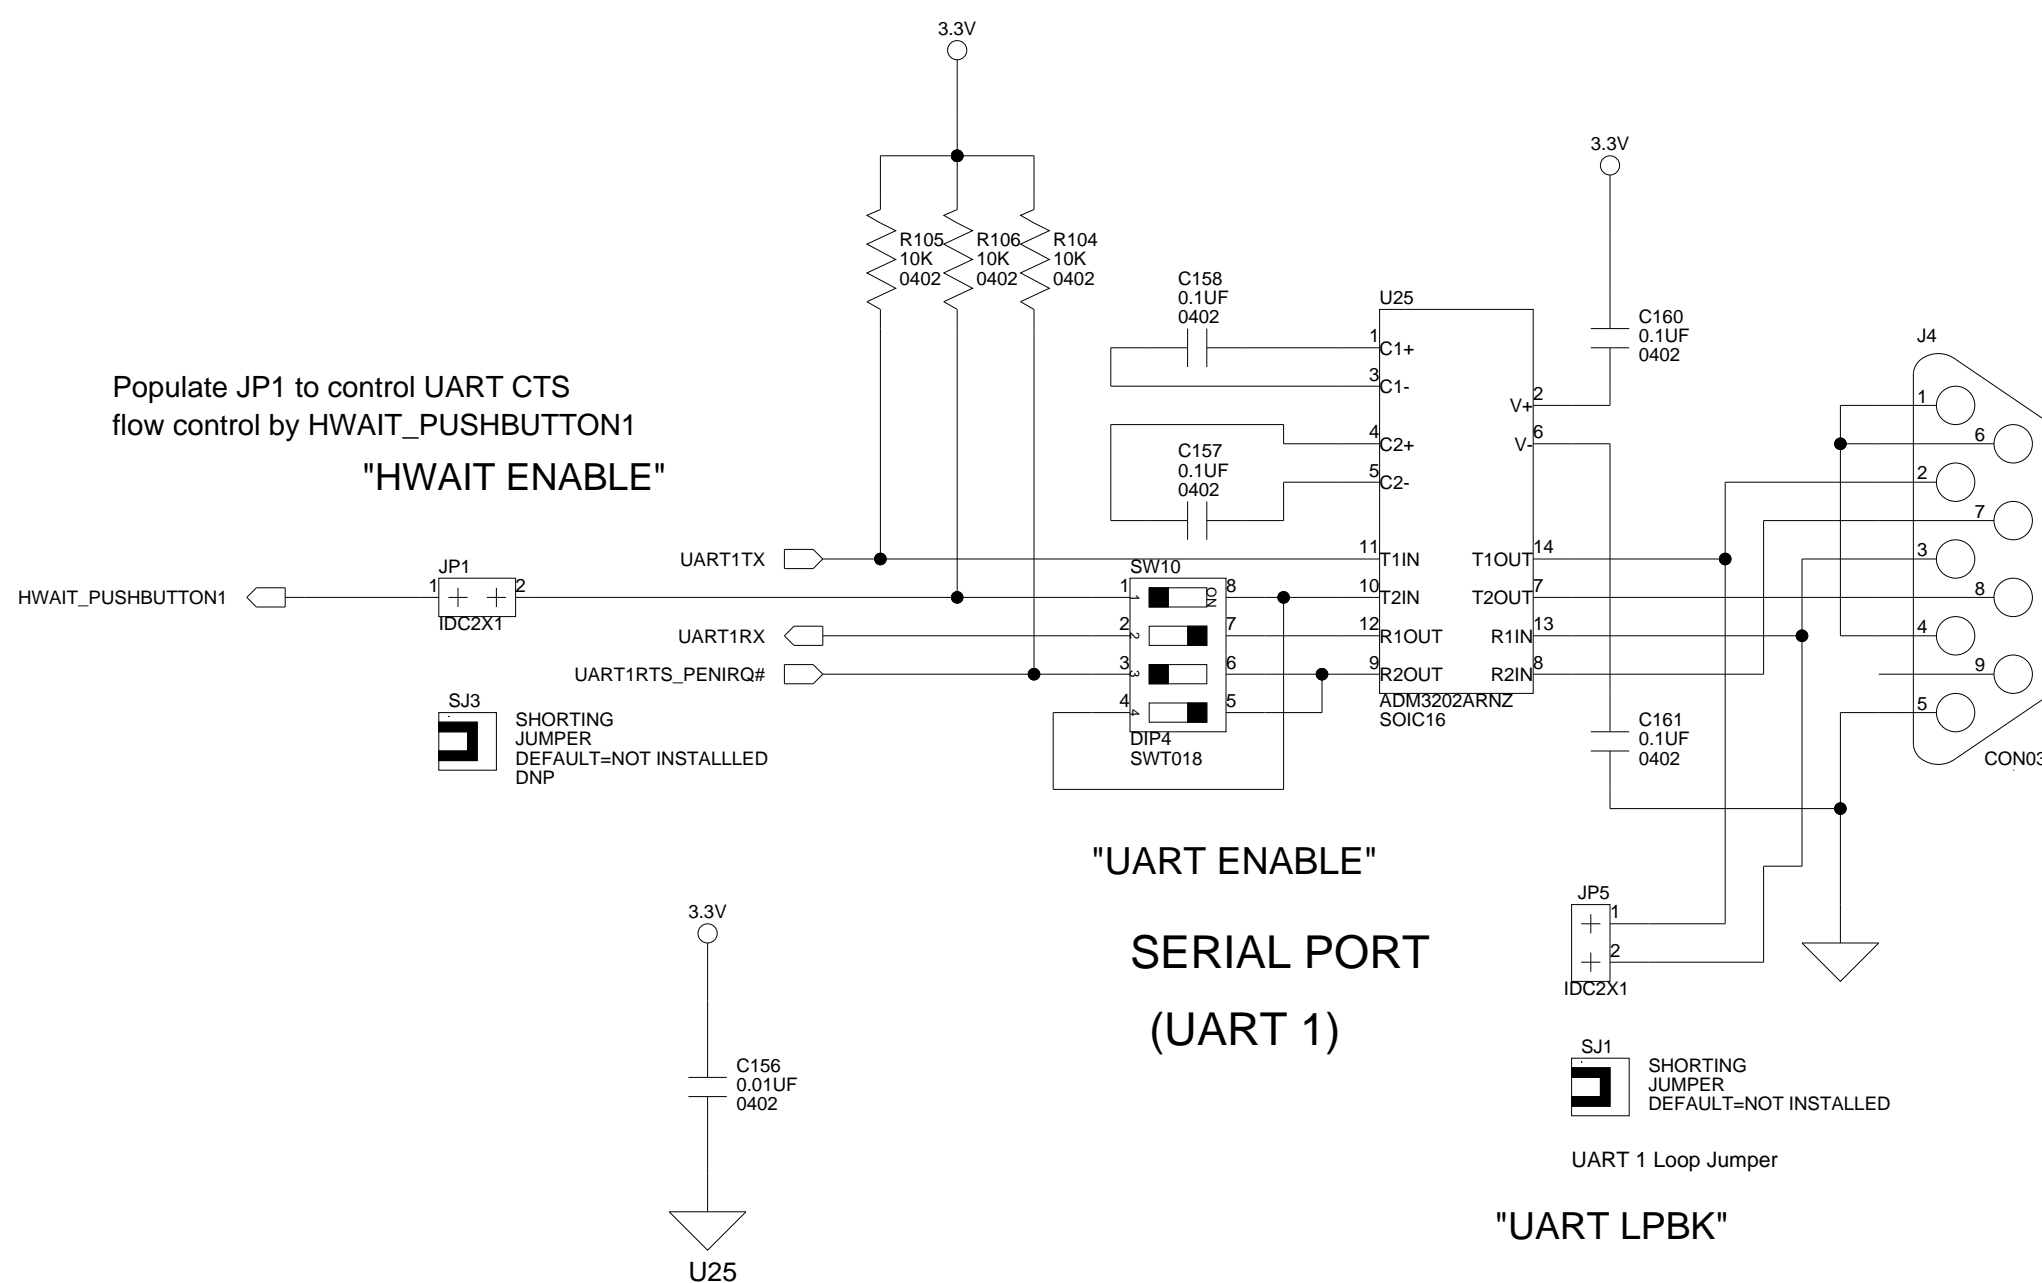 3.3V
3.3V
R105
10K
0402
R106
10K
0402
R104
10K
0402
C158
0.1UF
0402
U25
1
C1+
3
C1-
4
C2+
5
C2-
11
T1IN
10
T2IN
12
R1OUT
9
R2OUT
2
V+
6
V-
14
T1OUT
7
T2OUT
13
R1IN
8
R2IN
ADM3202ARNZ
SOIC16
C157
0.1UF
0402
C160
0.1UF
0402
J4
1
6
2
7
3
8
4
9
5
CON03
Populate JP1 to control UART CTS
flow control by HWAIT_PUSHBUTTON1
"HWAIT ENABLE"
UART1TX
HWAIT_PUSHBUTTON1
JP1
1
2
IDC2X1
UART1RX
UART1RTS_PENIRQ#
SW10
1
2
3
4
1
2
3
4
ON
8
7
6
5
DIP4
SWT018
SJ3
SHORTING
JUMPER
DEFAULT=NOT INSTALLLED
DNP
C161
0.1UF
0402
"UART ENABLE"
SERIAL PORT
(UART 1)
JP5
1
2
IDC2X1
3.3V
C156
0.01UF
0402
U25
SJ1
SHORTING
JUMPER
DEFAULT=NOT INSTALLED
UART 1 Loop Jumper
"UART LPBK"